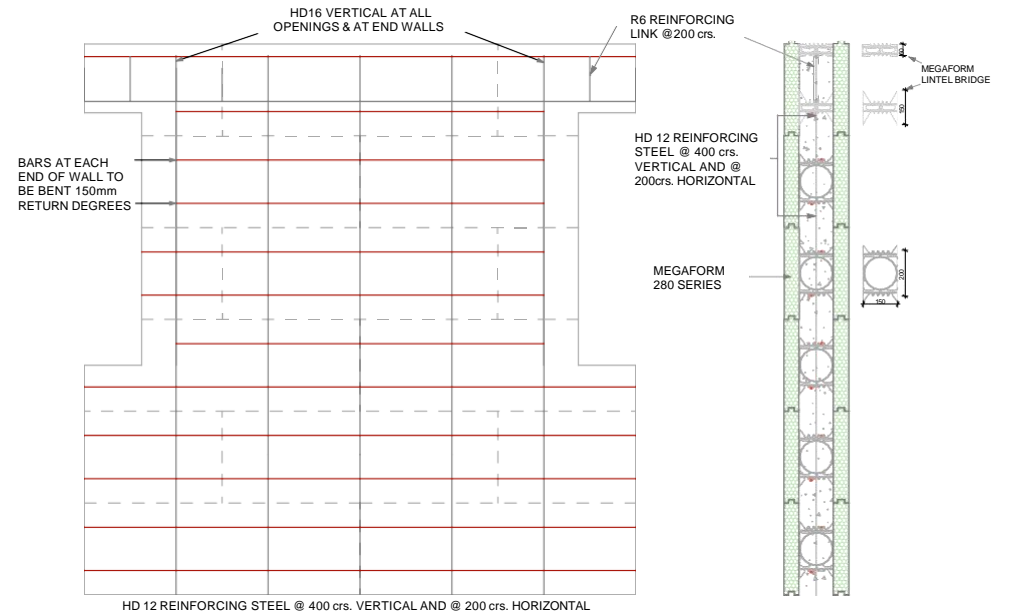 HD16 VERTICAL AT ALL
OPENINGS & AT END WALLS
R6 REINFORCING
LINK @200 crs.
MEGAFORM
LINTEL BRIDGE
150
HD 12 REINFORCING
STEEL @ 400 crs.
VERTICAL AND @
200crs. HORIZONTAL
BARS AT EACH
END OF WALL TO
BE BENT 150mm
RETURN DEGREES
MEGAFORM
280 SERIES
200
150
HD 12 REINFORCING STEEL @ 400 crs. VERTICAL AND @ 200 crs. HORIZONTAL